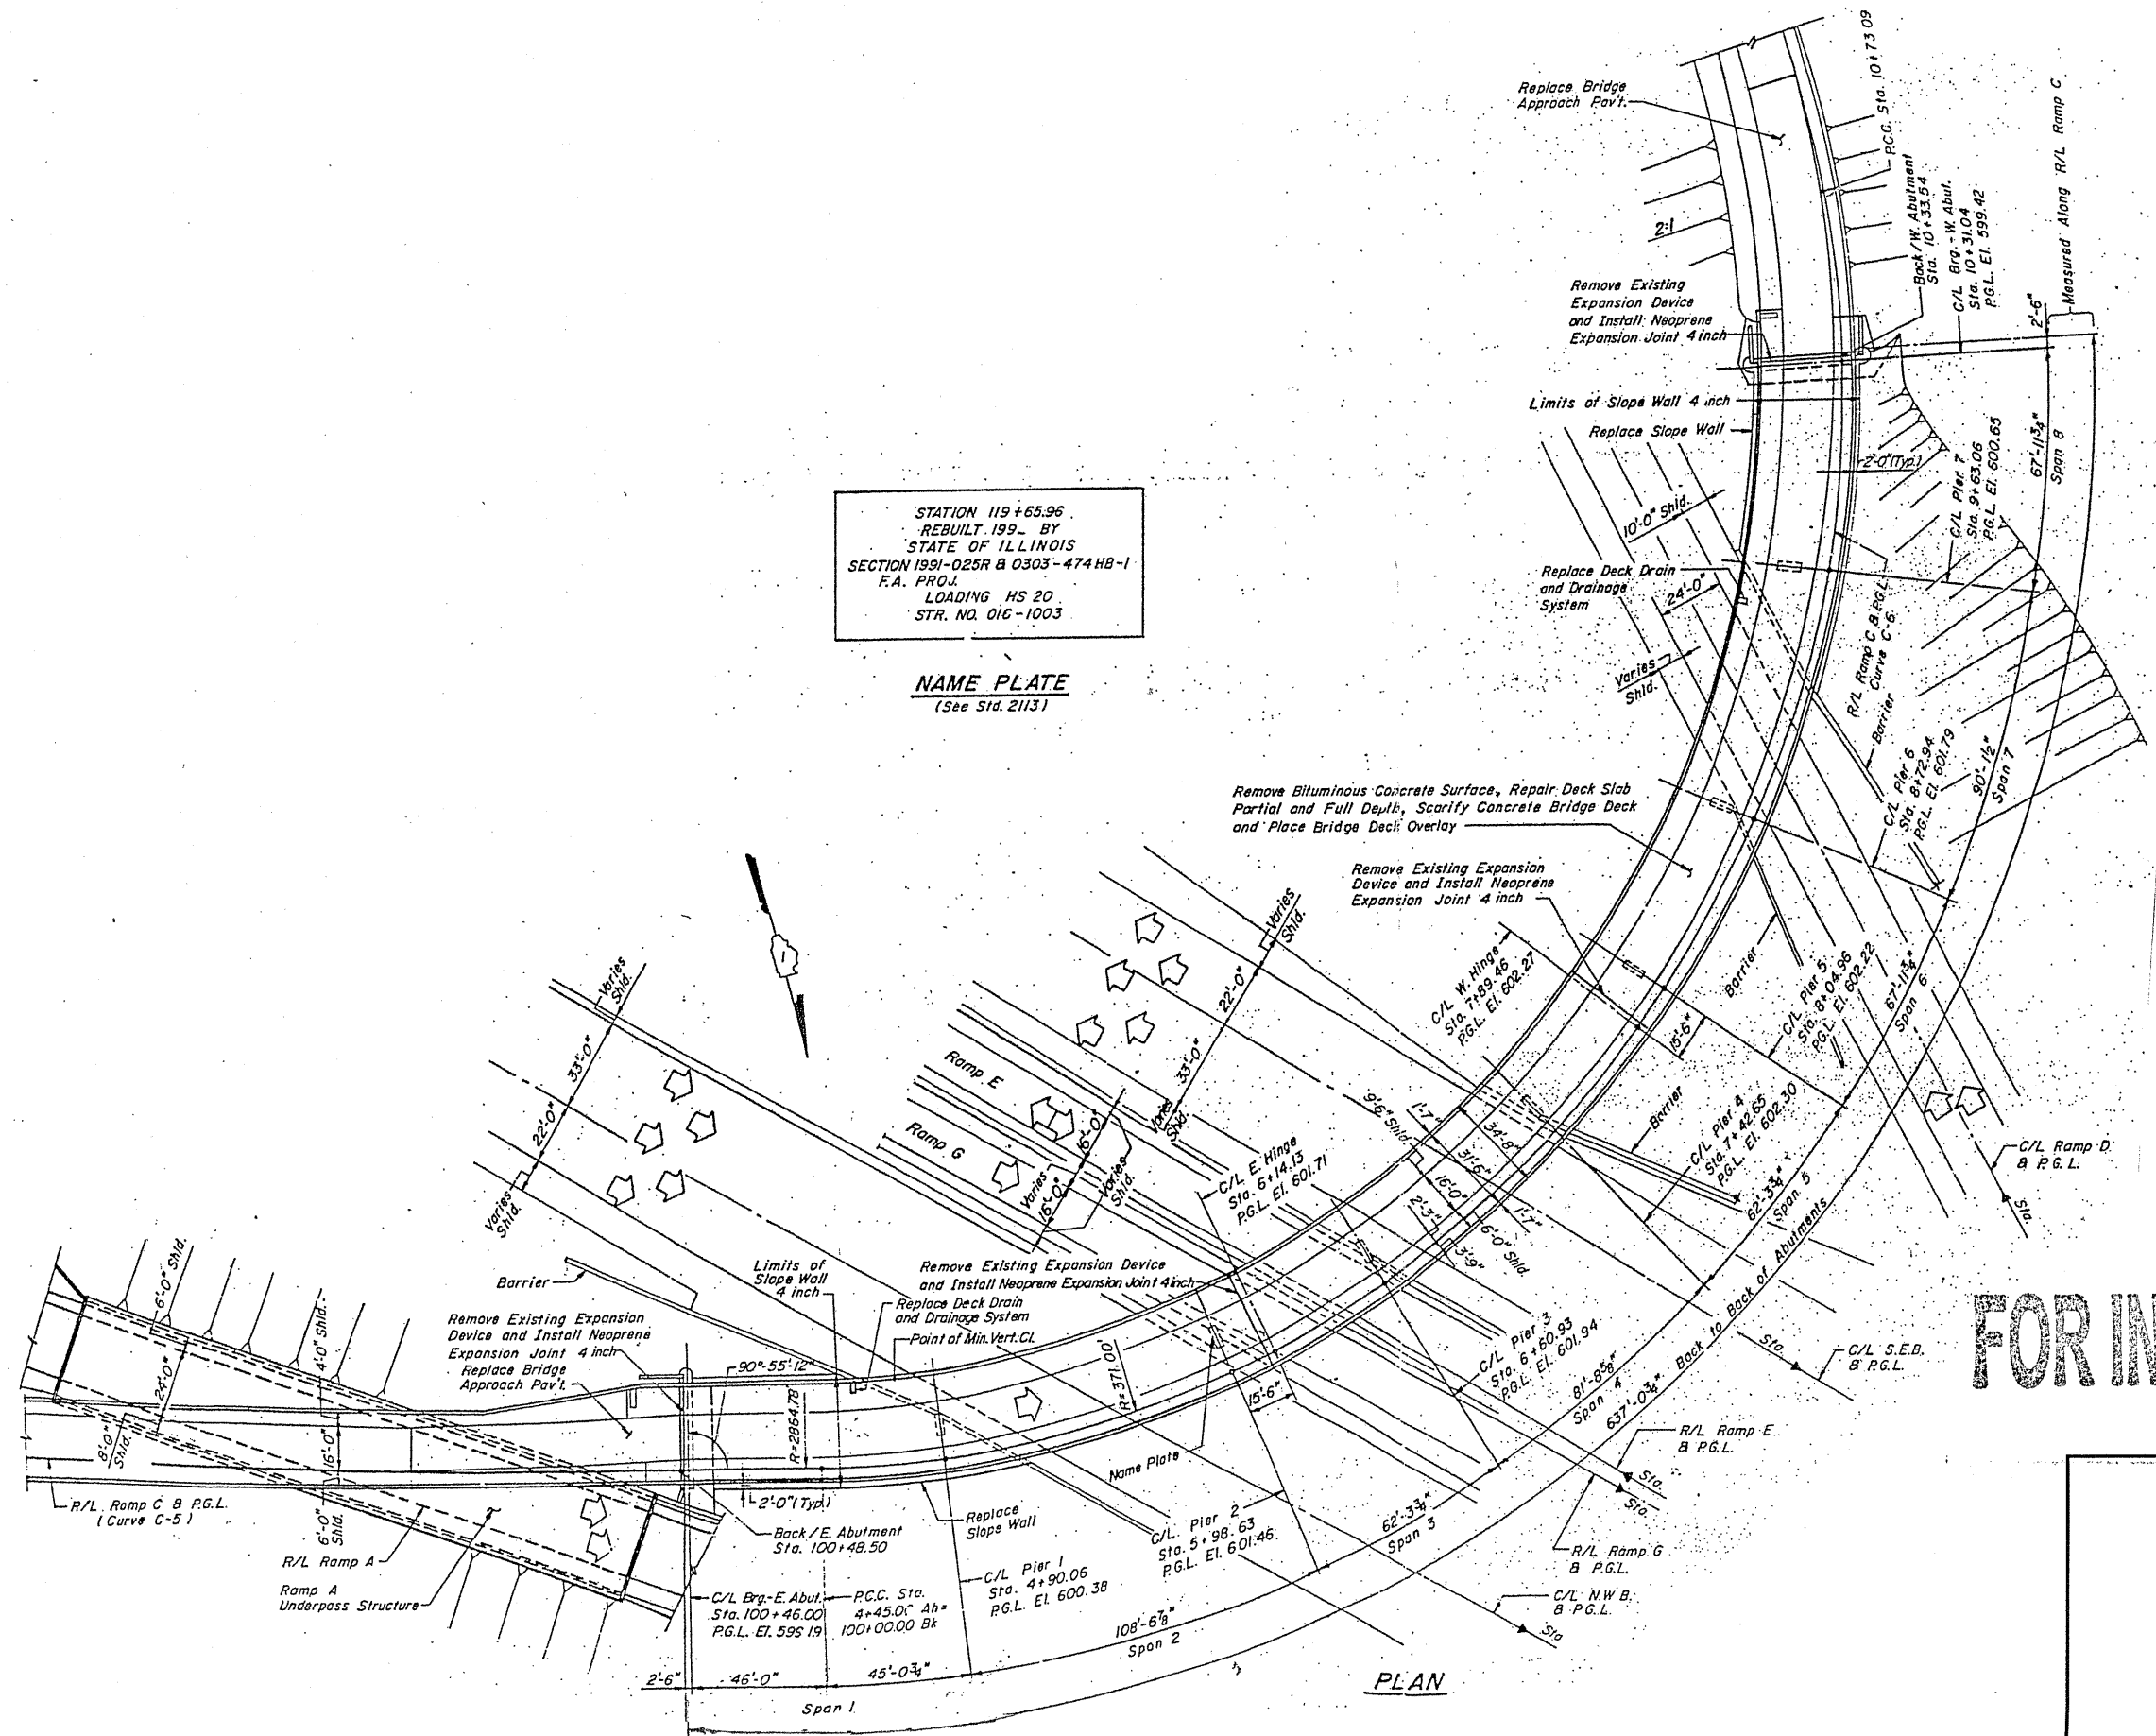 Replace Bridge
Approach Pav't.
P.C.C. Sta. 10+73.09
2:1
Back/W. Abutment
Sta. 10+33.54
C/L Brg.-W. Abut.
Sta. 10+31.04
P.G.L. El. 599.42
Measured Along R/L Ramp C
2'-6"
Remove Existing
Expansion Device
and Install Neoprene
Expansion Joint 4 inch
Limits of Slope Wall 4 inch
Replace Slope Wall
2'-0" (Typ.)
67'-11¾"
Span 8
C/L Pier 7
Sta. 9+63.06
P.G.L. El. 600.65
10'-0" Shld.
Replace Deck Drain
and Drainage
System
24'-0"
Varies
Shld.
R/L Ramp C & P.G.L.
Curve C-6
Barrier
C/L Pier 6
Sta. 8+72.94
P.G.L. El. 601.79
90'-1½"
Span 7
STATION 119+65.96
REBUILT 199_ BY
STATE OF ILLINOIS
SECTION 1991-025R & 0303-474 HB-1
F.A. PROJ.
LOADING HS 20
STR. NO. 016-1003
NAME PLATE
(See Std. 2113)
Remove Bituminous Concrete Surface, Repair Deck Slab
Partial and Full Depth, Scarify Concrete Bridge Deck
and Place Bridge Deck Overlay
Remove Existing Expansion
Device and Install Neoprene
Expansion Joint 4 inch
C/L W. Hinge
Sta. 7+89.46
P.G.L. El. 602.27
Barrier
C/L Pier 5
Sta. 8+04.96
P.G.L. El. 602.22
67'-11¾"
Span 6
15'-6"
Varies
Shld.
33'-0"
22'-0"
Varies
Shld.
Varies
Shld.
22'-0"
33'-0"
Varies
Shld.
Ramp E
Ramp G
16'-0"
Varies
16'-0"
Varies
Shld.
9'-6" Shld.
1'-7"
34'-8"
31'-6"
16'-0"
2'-3"
1'-7"
6'-0" Shld.
3'-9"
Barrier
C/L Pier 4
Sta. 7+42.65
P.G.L. El. 602.30
62'-3¾"
Span 5
C/L Ramp D
& P.G.L.
Sta.
C/L E. Hinge
Sta. 6+14.13
P.G.L. El. 601.71
C/L Pier 3
Sta. 6+60.93
P.G.L. El. 601.94
81'-8⅝"
Span 4
637'-0¾" Back to Back of Abutments
Sta.
C/L S.E.B.
& P.G.L.
FOR IN
R/L Ramp E
& P.G.L.
Sta.
Sta.
R/L Ramp G
& P.G.L.
C/L N.W.B.
& P.G.L.
Sta
6'-0" Shld.
24'-0"
8'-0"
Shld.
4'-0" Shld.
16'-0"
6'-0"
Shld.
R/L Ramp C & P.G.L.
(Curve C-5)
R/L Ramp A
Ramp A
Underpass Structure
Barrier
Remove Existing Expansion
Device and Install Neoprene
Expansion Joint 4 inch
Replace Bridge
Approach Pav't.
Limits of
Slope Wall
4 inch
90°-55'-12"
R=2864.78
Remove Existing Expansion Device
and Install Neoprene Expansion Joint 4 inch
Replace Deck Drain
and Drainage System
Point of Min. Vert. Cl.
R=371.00'
15'-6"
Name Plate
2'-0" (Typ.)
Replace
Slope Wall
Back/E. Abutment
Sta. 100+48.50
C/L Brg.-E. Abut.
Sta. 100+46.00
P.C.C. Sta.
4+45.00 Ah=
100+00.00 Bk
C/L Pier 1
Sta. 4+90.06
P.G.L. El. 600.38
C/L Pier 2
Sta. 5+98.63
P.G.L. El. 601.46
62'-3¾"
Span 3
108'-6⅞"
Span 2
2'-6"
46'-0"
45'-0¾"
Span 1
PLAN